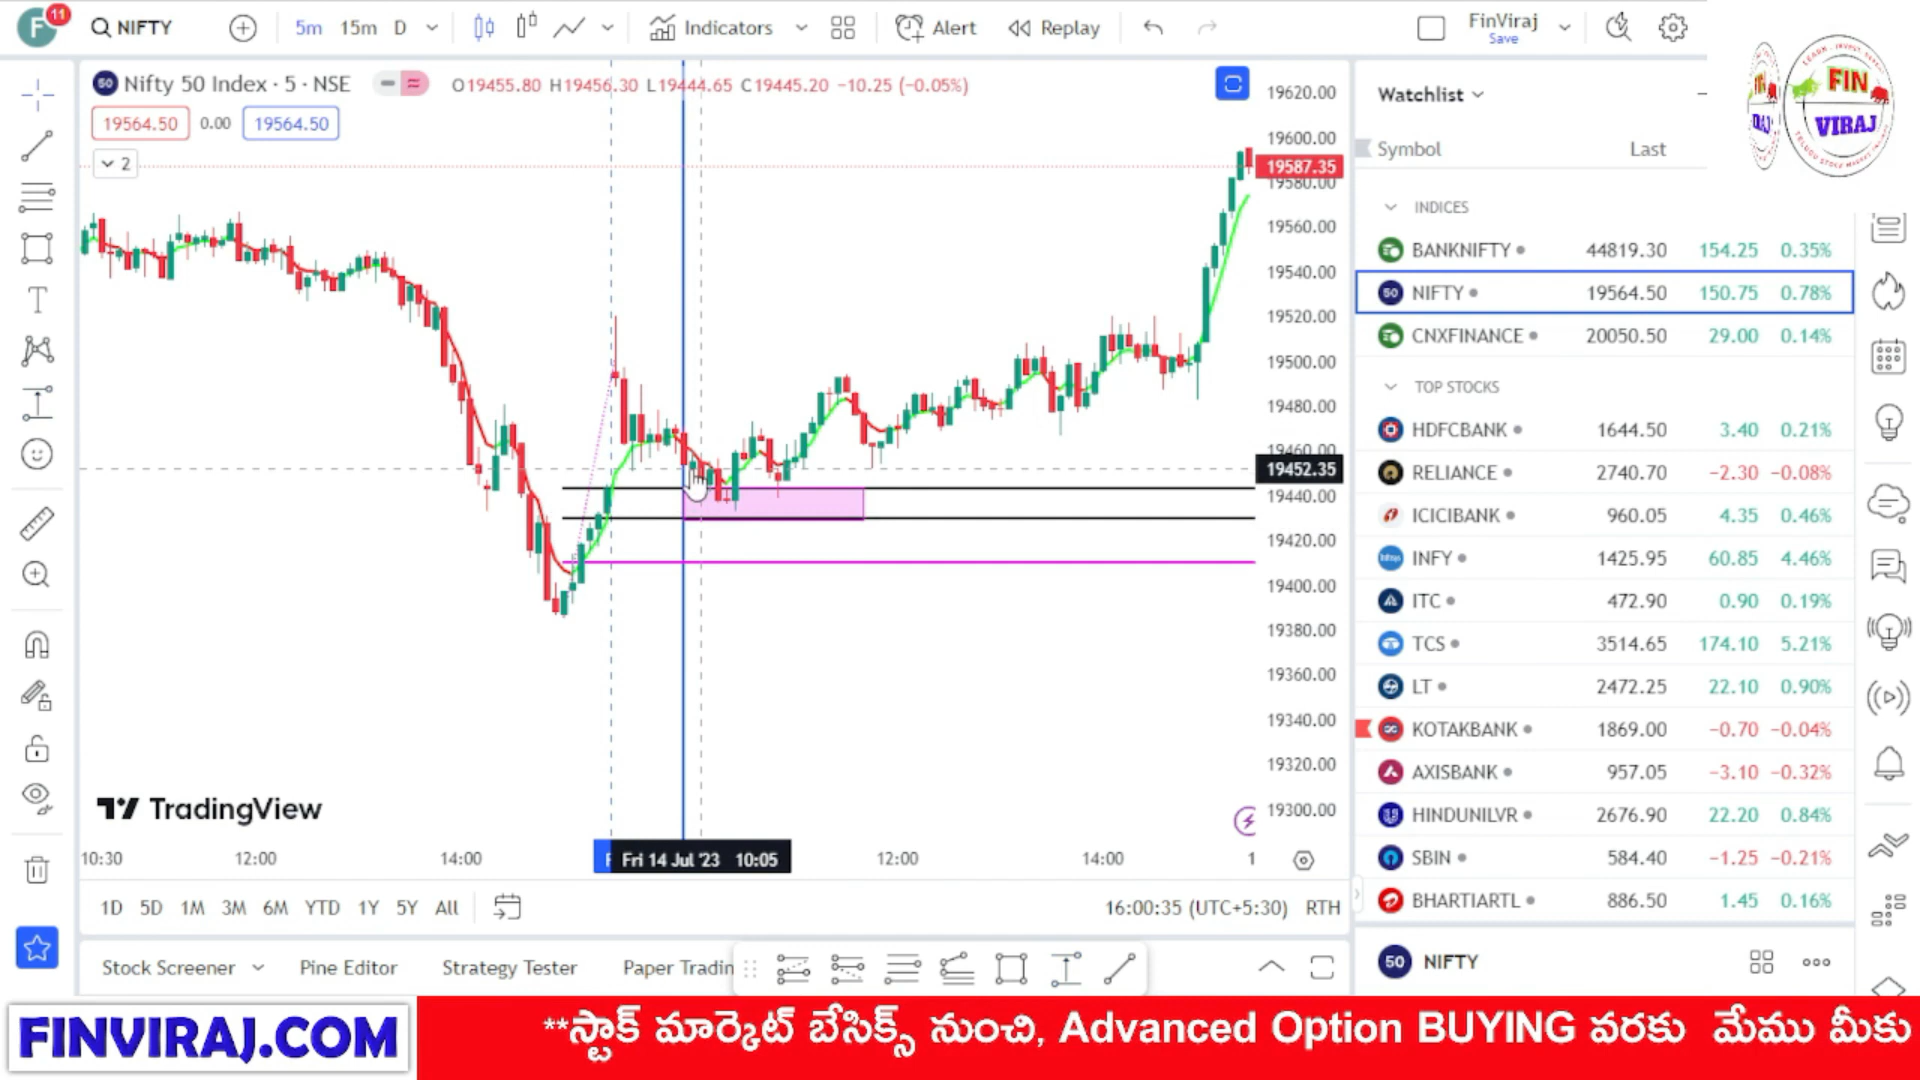 F 11 NIFTY 5m 15m D Indicators Alert Replay FinViraj Save
Nifty 50 Index · 5 · NSE O19455.80 H19456.30 L19444.65 C19445.20 −10.25 (−0.05%)
19564.50 0.00 19564.50
2
19620.00
19600.00
19587.35
19580.00
19560.00
19540.00
19520.00
19500.00
19480.00
19460.00
19452.35
19440.00
19420.00
19400.00
19380.00
19360.00
19340.00
19320.00
19300.00
TradingView
10:30 12:00 14:00 Fri 14 Jul '23 10:05 12:00 14:00 1
1D 5D 1M 3M 6M YTD 1Y 5Y All 16:00:35 (UTC+5:30) RTH
Stock Screener Pine Editor Strategy Tester Paper Tradin
Watchlist
Symbol Last
INDICES
BANKNIFTY 44819.30 154.25 0.35%
50 NIFTY 19564.50 150.75 0.78%
CNXFINANCE 20050.50 29.00 0.14%
TOP STOCKS
HDFCBANK 1644.50 3.40 0.21%
RELIANCE 2740.70 −2.30 −0.08%
ICICIBANK 960.05 4.35 0.46%
INFY 1425.95 60.85 4.46%
ITC 472.90 0.90 0.19%
TCS 3514.65 174.10 5.21%
LT 2472.25 22.10 0.90%
KOTAKBANK 1869.00 −0.70 −0.04%
AXISBANK 957.05 −3.10 −0.32%
HINDUNILVR 2676.90 22.20 0.84%
SBIN 584.40 −1.25 −0.21%
BHARTIARTL 886.50 1.45 0.16%
50 NIFTY
FIN
VIRAJ
FINVIRAJ.COM
**స్టాక్ మార్కెట్ బేసిక్స్ నుంచి, Advanced Option BUYING వరకు మేము మీకు